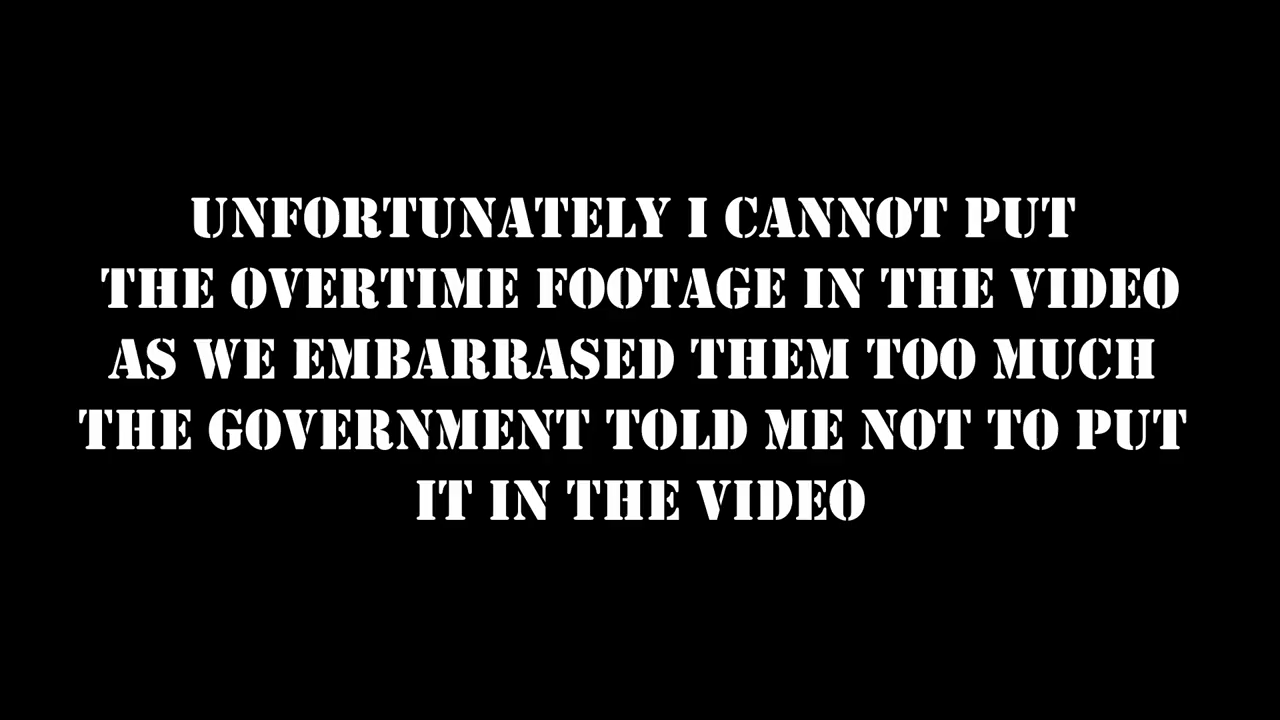 UNFORTUNATELY I CANNOT PUT
THE OVERTIME FOOTAGE IN THE VIDEO
AS WE EMBARRASED THEM TOO MUCH
THE GOVERNMENT TOLD ME NOT TO PUT
IT IN THE VIDEO